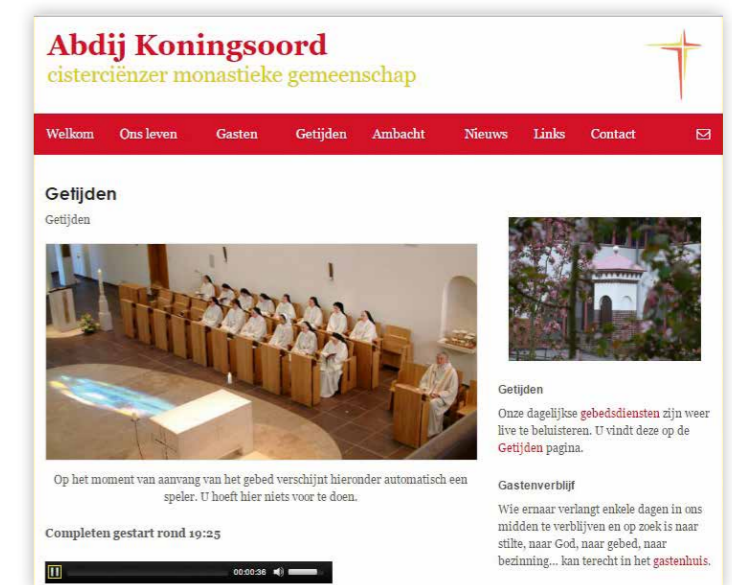 Abdij Koningsoord
cisterciënzer monastieke gemeenschap
Welkom Ons leven Gasten Getijden Ambacht Nieuws Links Contact
Getijden
Getijden
Op het moment van aanvang van het gebed verschijnt hieronder automatisch een
speler. U hoeft hier niets voor te doen.
Completen gestart rond 19:25
00:00:36
Getijden
Onze dagelijkse gebedsdiensten zijn weer
live te beluisteren. U vindt deze op de
Getijden pagina.
Gastenverblijf
Wie ernaar verlangt enkele dagen in ons
midden te verblijven en op zoek is naar
stilte, naar God, naar gebed, naar
bezinning... kan terecht in het gastenhuis.